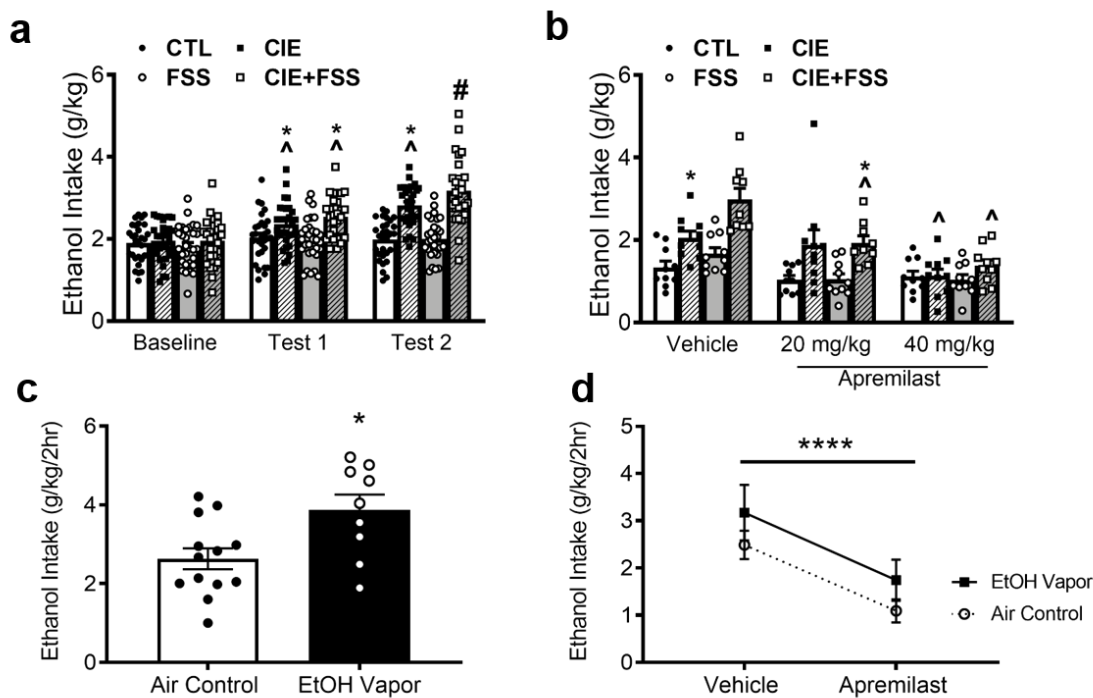 a
CTL CIE
FSS CIE+FSS
Ethanol Intake (g/kg)
6
4
2
0
* ^
* ^
* ^
#
Baseline Test 1 Test 2
b
CTL CIE
FSS CIE+FSS
Ethanol Intake (g/kg)
6
4
2
0
*
* ^
^
^
Vehicle 20 mg/kg 40 mg/kg
Apremilast
c
Ethanol Intake (g/kg/2hr)
6
4
2
0
*
Air Control EtOH Vapor
d
Ethanol Intake (g/kg/2hr)
5
4
3
2
1
0
****
EtOH Vapor
Air Control
Vehicle Apremilast